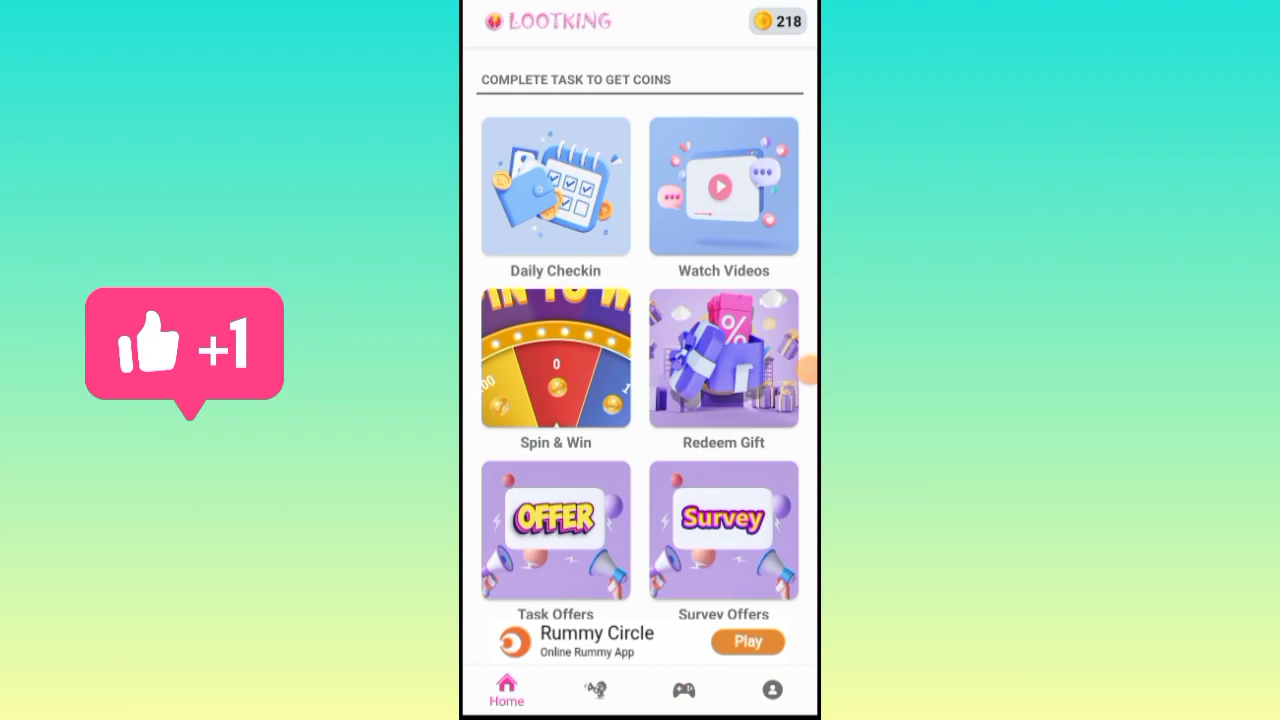 LOOTKING
218
COMPLETE TASK TO GET COINS
Daily Checkin
Watch Videos
+1
0
Spin & Win
%
Redeem Gift
OFFER
Survey
Task Offers
Survey Offers
Rummy Circle
Online Rummy App
Play
Home